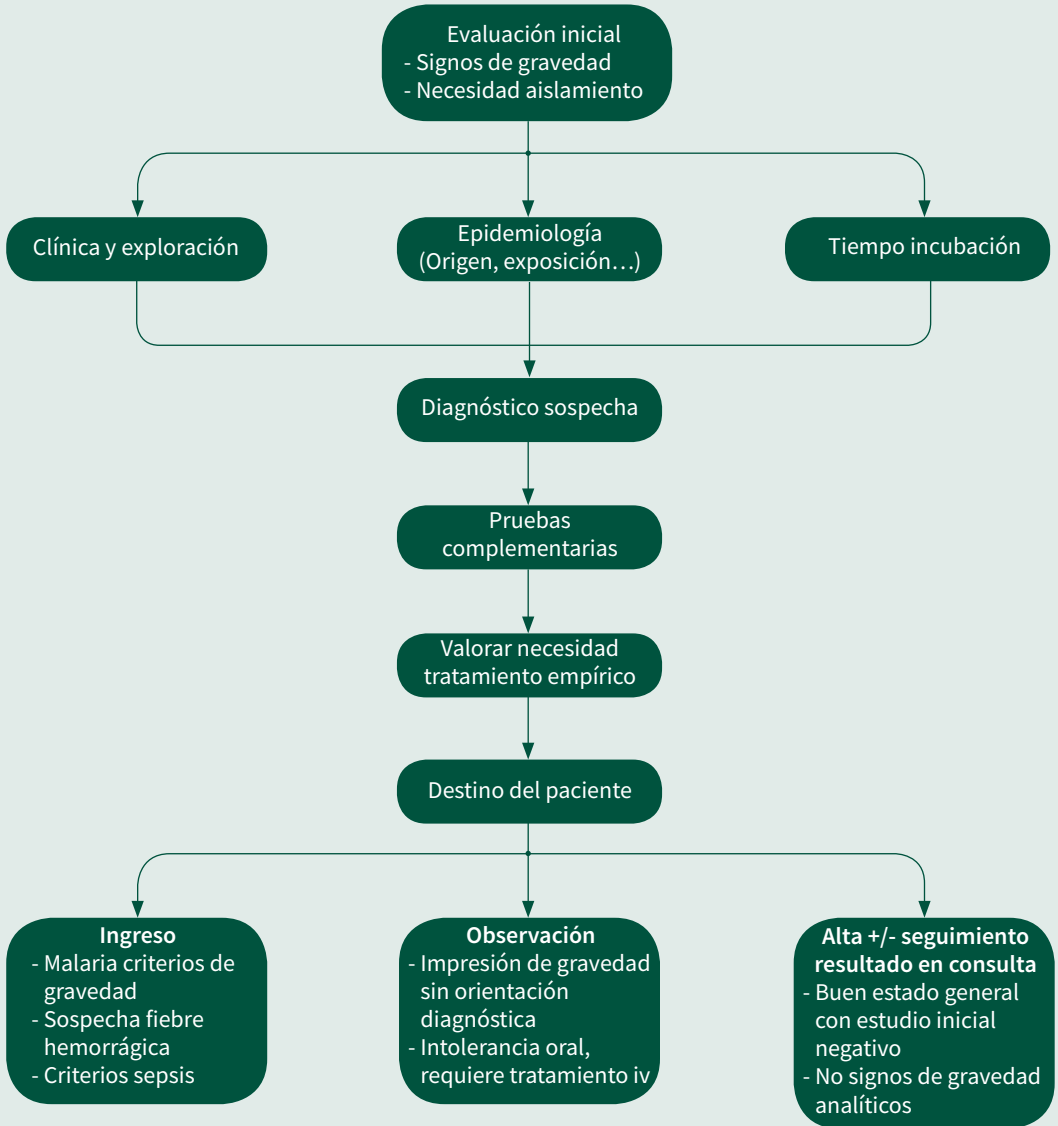 Evaluación inicial
- Signos de gravedad
- Necesidad aislamiento
Clínica y exploración
Epidemiología
(Origen, exposición…)
Tiempo incubación
Diagnóstico sospecha
Pruebas
complementarias
Valorar necesidad
tratamiento empírico
Destino del paciente
Ingreso
- Malaria criterios de
gravedad
- Sospecha fiebre
hemorrágica
- Criterios sepsis
Observación
- Impresión de gravedad
sin orientación
diagnóstica
- Intolerancia oral,
requiere tratamiento iv
Alta +/- seguimiento
resultado en consulta
- Buen estado general
con estudio inicial
negativo
- No signos de gravedad
analíticos